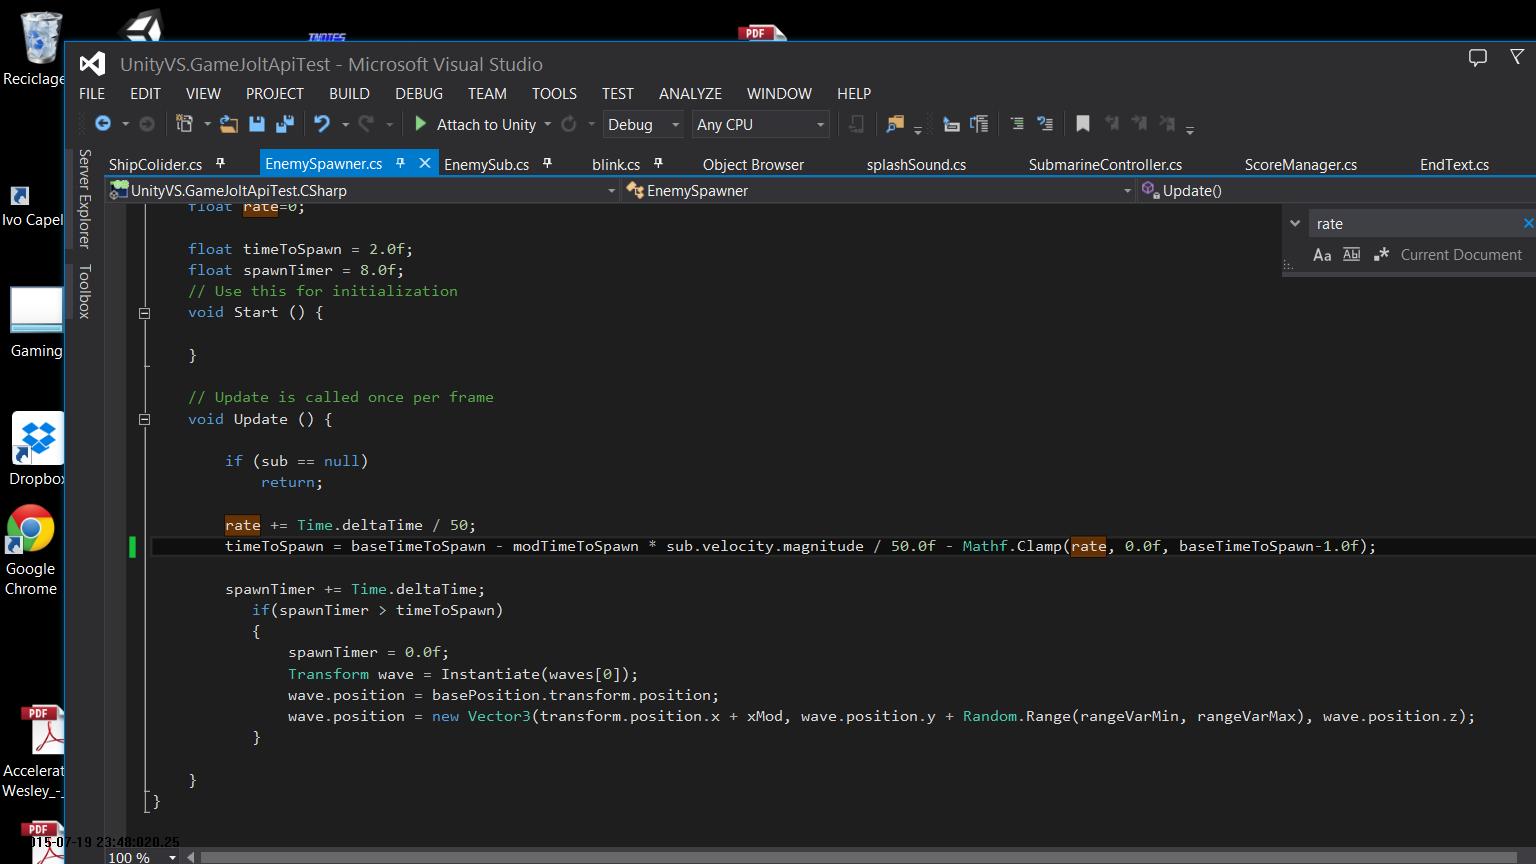 Reciclage
Ivo Capel
Gaming
Dropbox
Google
Chrome
PDF
Accelerat
Wesley_-_
PDF
015-07-19 23:48:020.25
INOTES
PDF
UnityVS.GameJoltApiTest - Microsoft Visual Studio
FILE EDIT VIEW PROJECT BUILD DEBUG TEAM TOOLS TEST ANALYZE WINDOW HELP
Attach to Unity Debug Any CPU
Server Explorer
Toolbox
ShipColider.cs EnemySpawner.cs EnemySub.cs blink.cs Object Browser splashSound.cs SubmarineController.cs ScoreManager.cs EndText.cs
UnityVS.GameJoltApiTest.CSharp EnemySpawner Update()
rate
Aa Abl Current Document
float rate=0;
float timeToSpawn = 2.0f;
float spawnTimer = 8.0f;
// Use this for initialization
void Start () {
}
// Update is called once per frame
void Update () {
if (sub == null)
return;
rate += Time.deltaTime / 50;
timeToSpawn = baseTimeToSpawn - modTimeToSpawn * sub.velocity.magnitude / 50.0f - Mathf.Clamp(rate, 0.0f, baseTimeToSpawn-1.0f);
spawnTimer += Time.deltaTime;
if(spawnTimer > timeToSpawn)
{
spawnTimer = 0.0f;
Transform wave = Instantiate(waves[0]);
wave.position = basePosition.transform.position;
wave.position = new Vector3(transform.position.x + xMod, wave.position.y + Random.Range(rangeVarMin, rangeVarMax), wave.position.z);
}
}
}
100 %